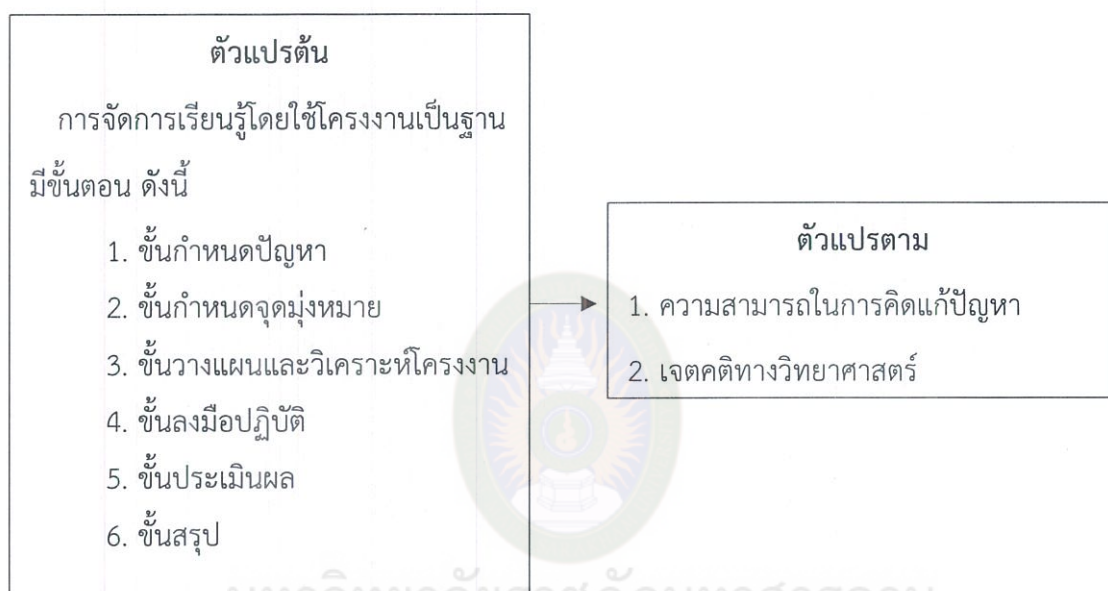 ตัวแปรต้น
การจัดการเรียนรู้โดยใช้โครงงานเป็นฐาน
มีขั้นตอน ดังนี้
1. ขั้นกำหนดปัญหา
2. ขั้นกำหนดจุดมุ่งหมาย
3. ขั้นวางแผนและวิเคราะห์โครงงาน
4. ขั้นลงมือปฏิบัติ
5. ขั้นประเมินผล
6. ขั้นสรุป
ตัวแปรตาม
1. ความสามารถในการคิดแก้ปัญหา
2. เจตคติทางวิทยาศาสตร์